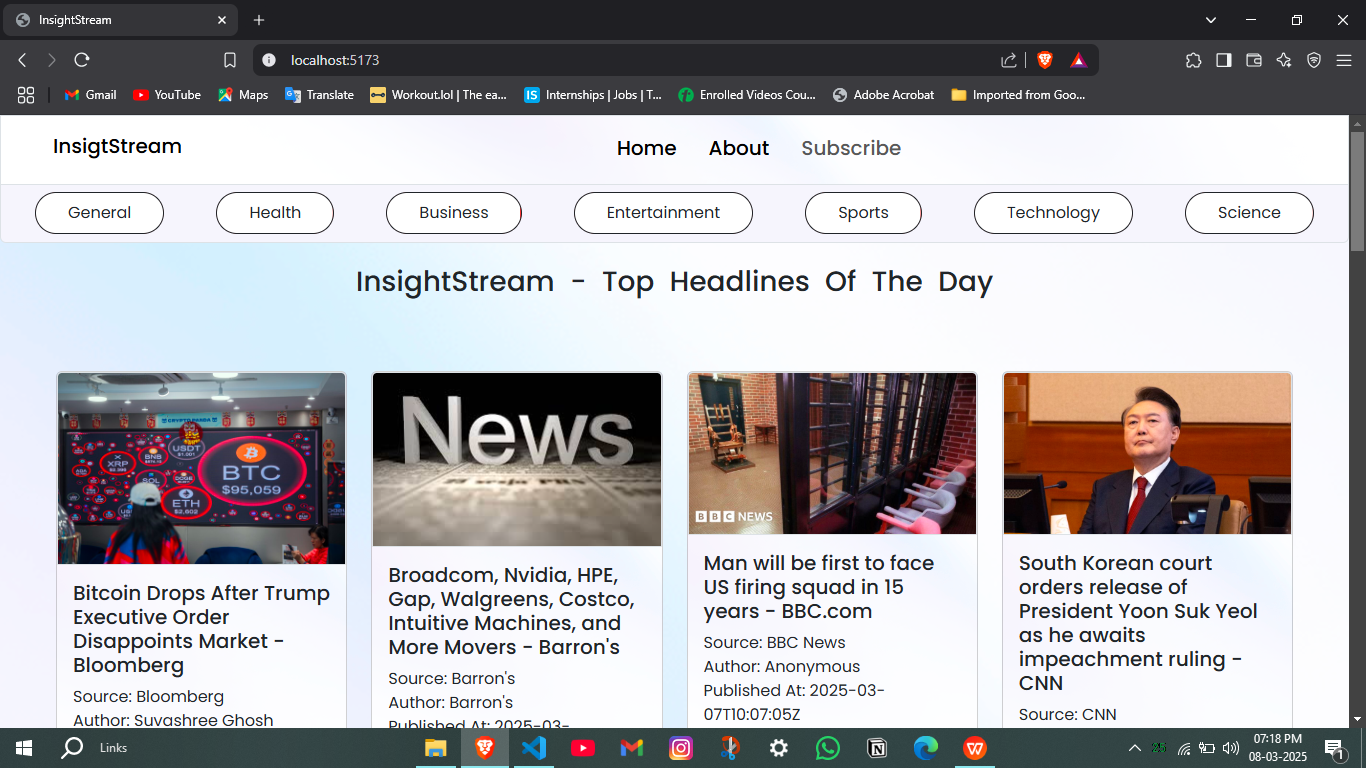 InsightStream
localhost:5173
Gmail
YouTube
Maps
Translate
Workout.lol | The ea...
IS
Internships | Jobs | T...
Enrolled Videos Cou...
Adobe Acrobat
Imported from Goo...
InsigtStream
Home
About
Subscribe
General
Health
Business
Entertainment
Sports
Technology
Science
InsightStream - Top Headlines Of The Day
CRYPTO PANDA
USDT
$1,001
BNB
XRP
SOL
DOGE
BTC
$95,059
ETH
$2,602
Bitcoin Drops After Trump
Executive Order
Disappoints Market -
Bloomberg
Source: Bloomberg
Author: Suvashree Ghosh
News
Broadcom, Nvidia, HPE,
Gap, Walgreens, Costco,
Intuitive Machines, and
More Movers - Barron's
Source: Barron's
Author: Barron's
Published At: 2025-03-
BBC NEWS
Man will be first to face
US firing squad in 15
years - BBC.com
Source: BBC News
Author: Anonymous
Published At: 2025-03-
07T10:07:05Z
South Korean court
orders release of
President Yoon Suk Yeol
as he awaits
impeachment ruling -
CNN
Source: CNN
Links
25
07:18 PM
08-03-2025
1